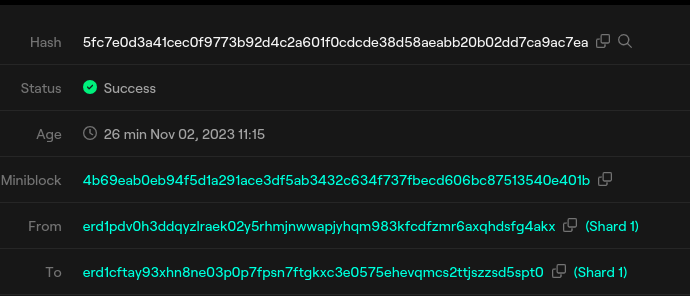 Hash 5fc7e0d3a41cec0f9773b92d4c2a601f0cdcde38d58aeabb20b02dd7ca9ac7ea
Status Success
Age 26 min Nov 02, 2023 11:15
Miniblock 4b69eab0eb94f5d1a291ace3df5ab3432c634f737fbecd606bc87513540e401b
From erd1pdv0h3ddqyzlraek02y5rhmjnwwapjyhqm983kfcdfzmr6axqhdsfg4akx (Shard 1)
To erd1cftay93xhn8ne03p0p7fpsn7ftgkxc3e0575ehevqmcs2ttjszzsd5spt0 (Shard 1)